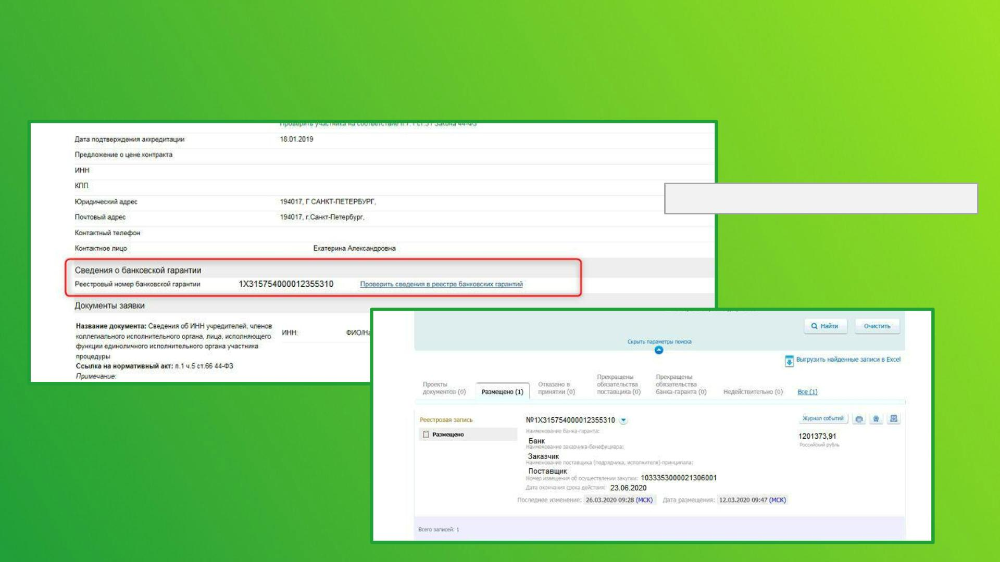 Проверить участника на соответствие п.7.1 ст.31 Закона 44-ФЗ
Дата подтверждения аккредитации 18.01.2019
Предложение о цене контракта
ИНН
КПП
Юридический адрес 194017, Г САНКТ-ПЕТЕРБУРГ,
Почтовый адрес 194017, г.Санкт-Петербург,
Контактный телефон
Контактное лицо Екатерина Александровна
Сведения о банковской гарантии
Реестровый номер банковской гарантии 1X315754000012355310 Проверить сведения в реестре банковских гарантий
Документы заявки
Название документа: Сведения об ИНН учредителей, членов
коллегиального исполнительного органа, лица, исполняющего
функции единоличного исполнительного органа участника
процедуры
Ссылка на нормативный акт: п.1 ч.5 ст.66 44-ФЗ
Примечание:
ИНН:
Найти Очистить
Скрыть параметры поиска
Выгрузить найденные записи в Excel
Проекты
документов (0)
Размещено (1)
Отказано в
принятии (0)
Прекращены
обязательства
поставщика (0)
Прекращены
обязательства
банка-гаранта (0)
Недействительно (0)
Все (1)
Реестровая запись
Размещено
№1X315754000012355310
Наименование банка-гаранта:
Банк
Наименование заказчика-бенефициара:
Заказчик
Наименование поставщика (подрядчика, исполнителя)-принципала:
Поставщик
Номер извещения об осуществлении закупки: 1033353000021306001
Дата окончания срока действия: 23.06.2020
Последнее изменение: 26.03.2020 09:28 (МСК) Дата размещения: 12.03.2020 09:47 (МСК)
Журнал событий
1201373,91
Российский рубль
Всего записей: 1